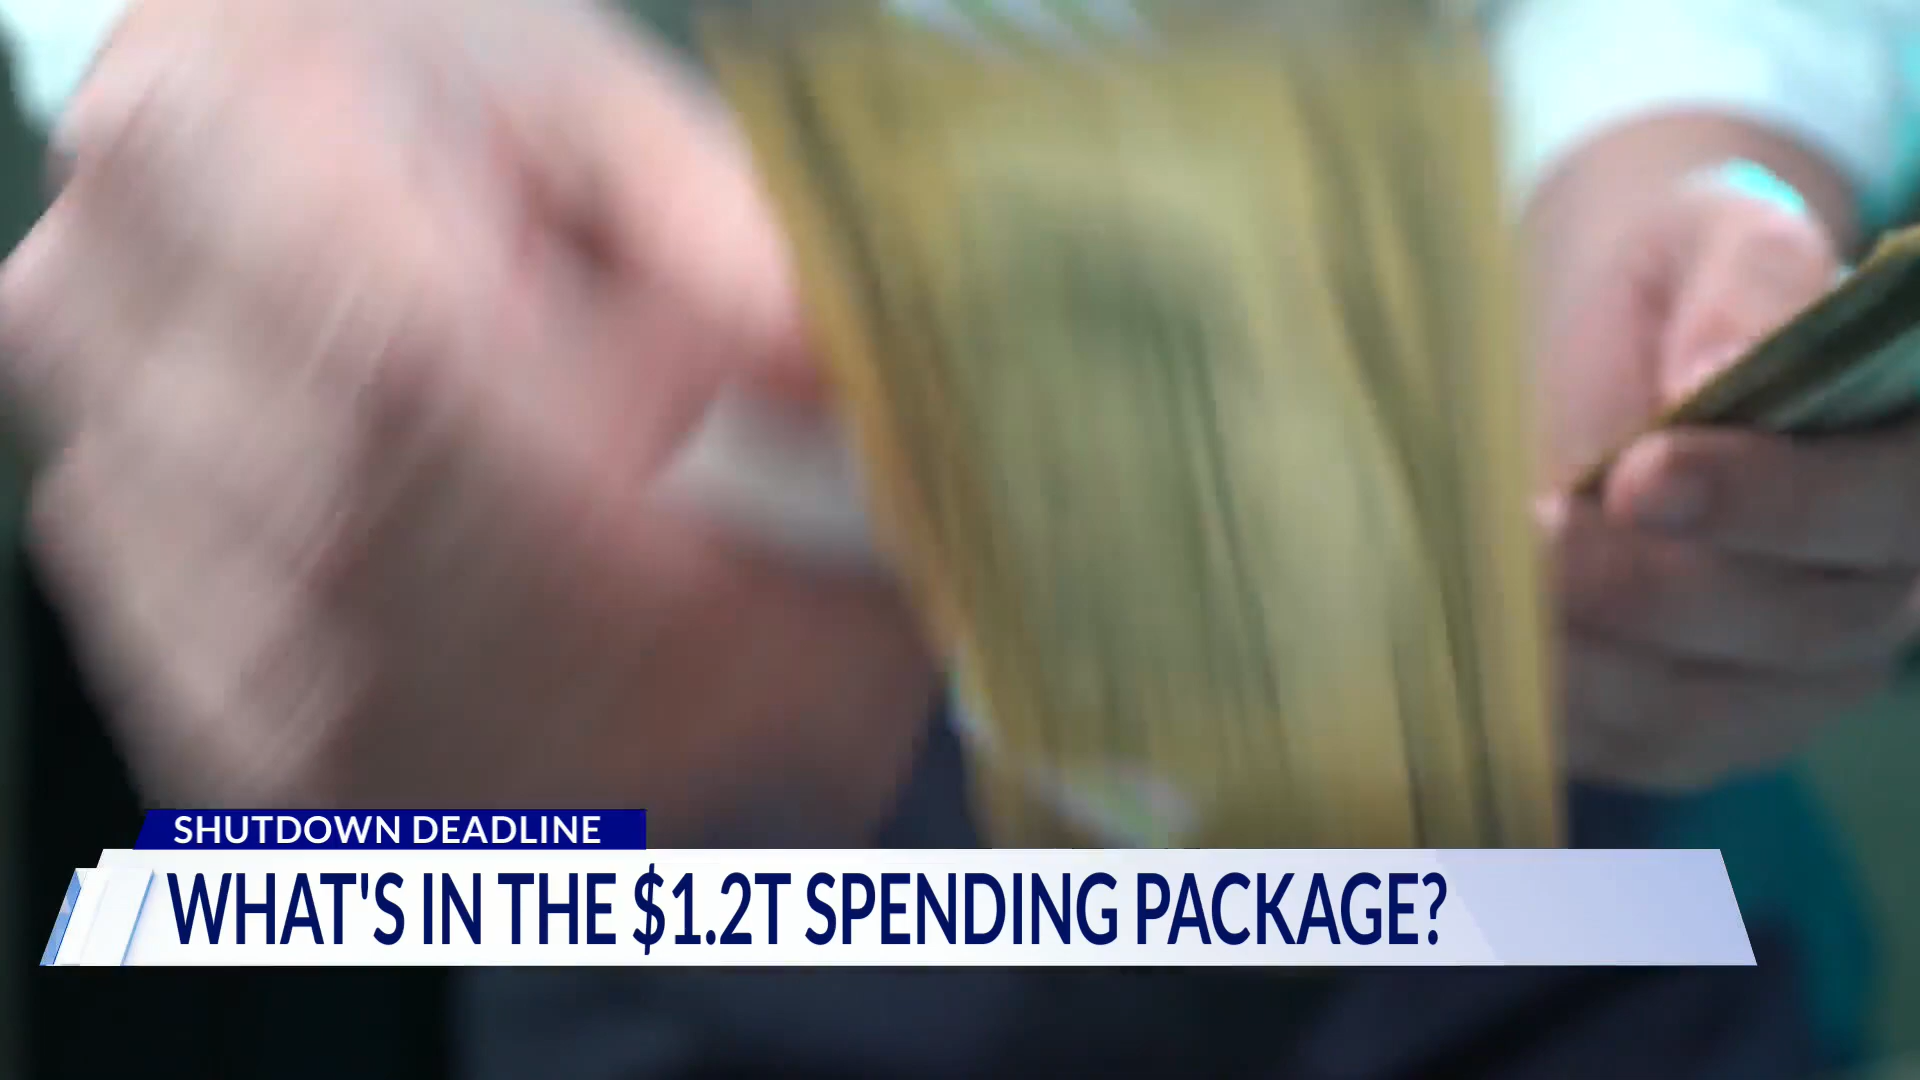 SHUTDOWN DEADLINE
WHAT'S IN THE $1.2T SPENDING PACKAGE?